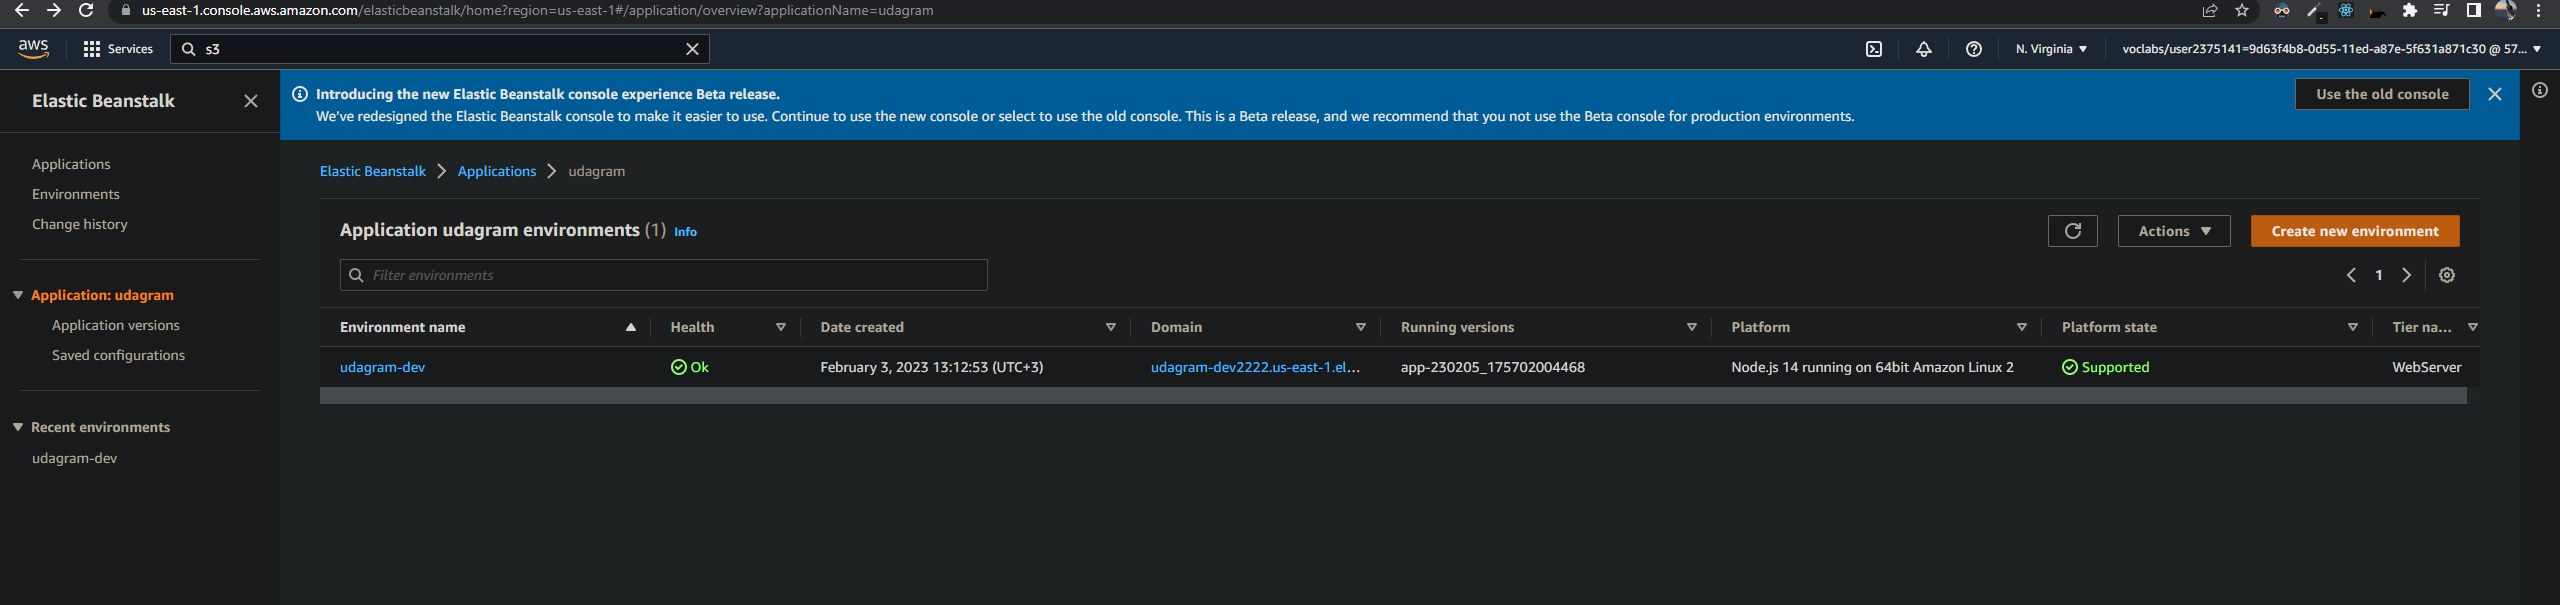 us-east-1.console.aws.amazon.com/elasticbeanstalk/home?region=us-east-1#/application/overview?applicationName=udagram
aws Services s3 N. Virginia voclabs/user2375141=9d63f4b8-0d55-11ed-a87e-5f631a871c30 @ 57...
Elastic Beanstalk
Applications
Environments
Change history
Application: udagram
Application versions
Saved configurations
Recent environments
udagram-dev
Introducing the new Elastic Beanstalk console experience Beta release.
We've redesigned the Elastic Beanstalk console to make it easier to use. Continue to use the new console or select to use the old console. This is a Beta release, and we recommend that you not use the Beta console for production environments.
Use the old console
Elastic Beanstalk Applications udagram
Application udagram environments (1) Info
Actions Create new environment
Filter environments
1
Environment name Health Date created Domain Running versions Platform Platform state Tier na...
udagram-dev Ok February 3, 2023 13:12:53 (UTC+3) udagram-dev2222.us-east-1.el... app-230205_175702004468 Node.js 14 running on 64bit Amazon Linux 2 Supported WebServer